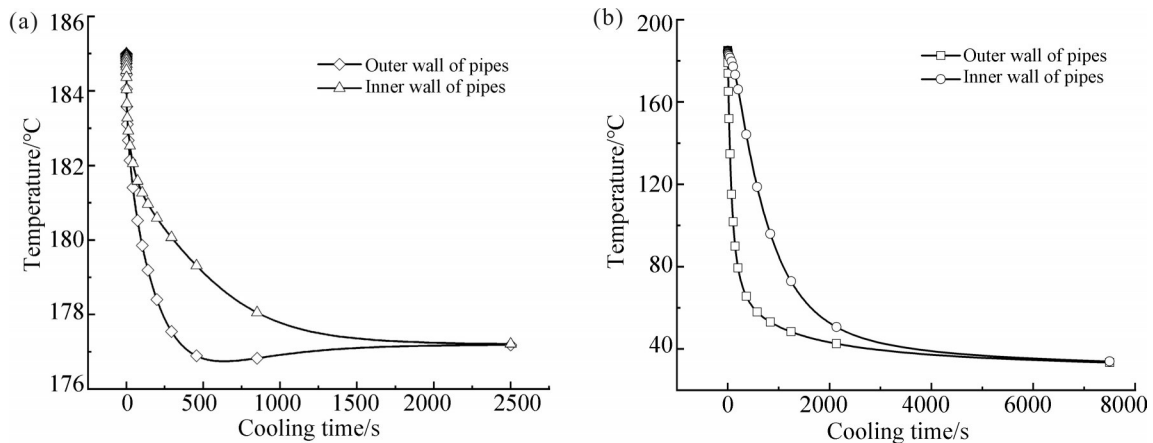 (a)
186
184
182
180
178
176
Temperature/°C
0 500 1000 1500 2000 2500
Cooling time/s
Outer wall of pipes
Inner wall of pipes
(b)
200
160
120
80
40
Temperature/°C
0 2000 4000 6000 8000
Cooling time/s
Outer wall of pipes
Inner wall of pipes